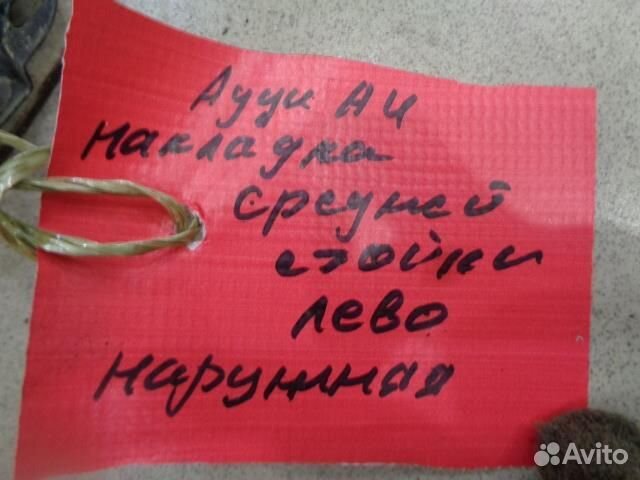 Ауди А4
накладка
средней
стойки
лево
наружная
Avito